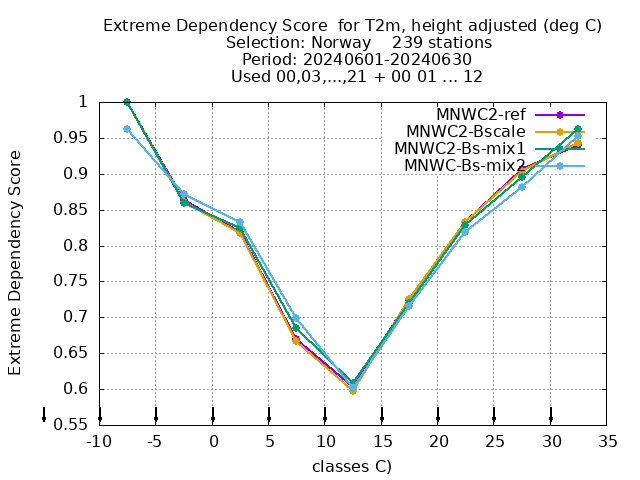 Extreme Dependency Score  for T2m, height adjusted (deg C)
Selection: Norway    239 stations
Period: 20240601-20240630
Used 00,03,...,21 + 00 01 ... 12
MNWC2-ref
MNWC2-Bscale
MNWC2-Bs-mix1
MNWC-Bs-mix2
Extreme Dependency Score
1
0.95
0.9
0.85
0.8
0.75
0.7
0.65
0.6
0.55
-10 -5 0 5 10 15 20 25 30 35
classes C)